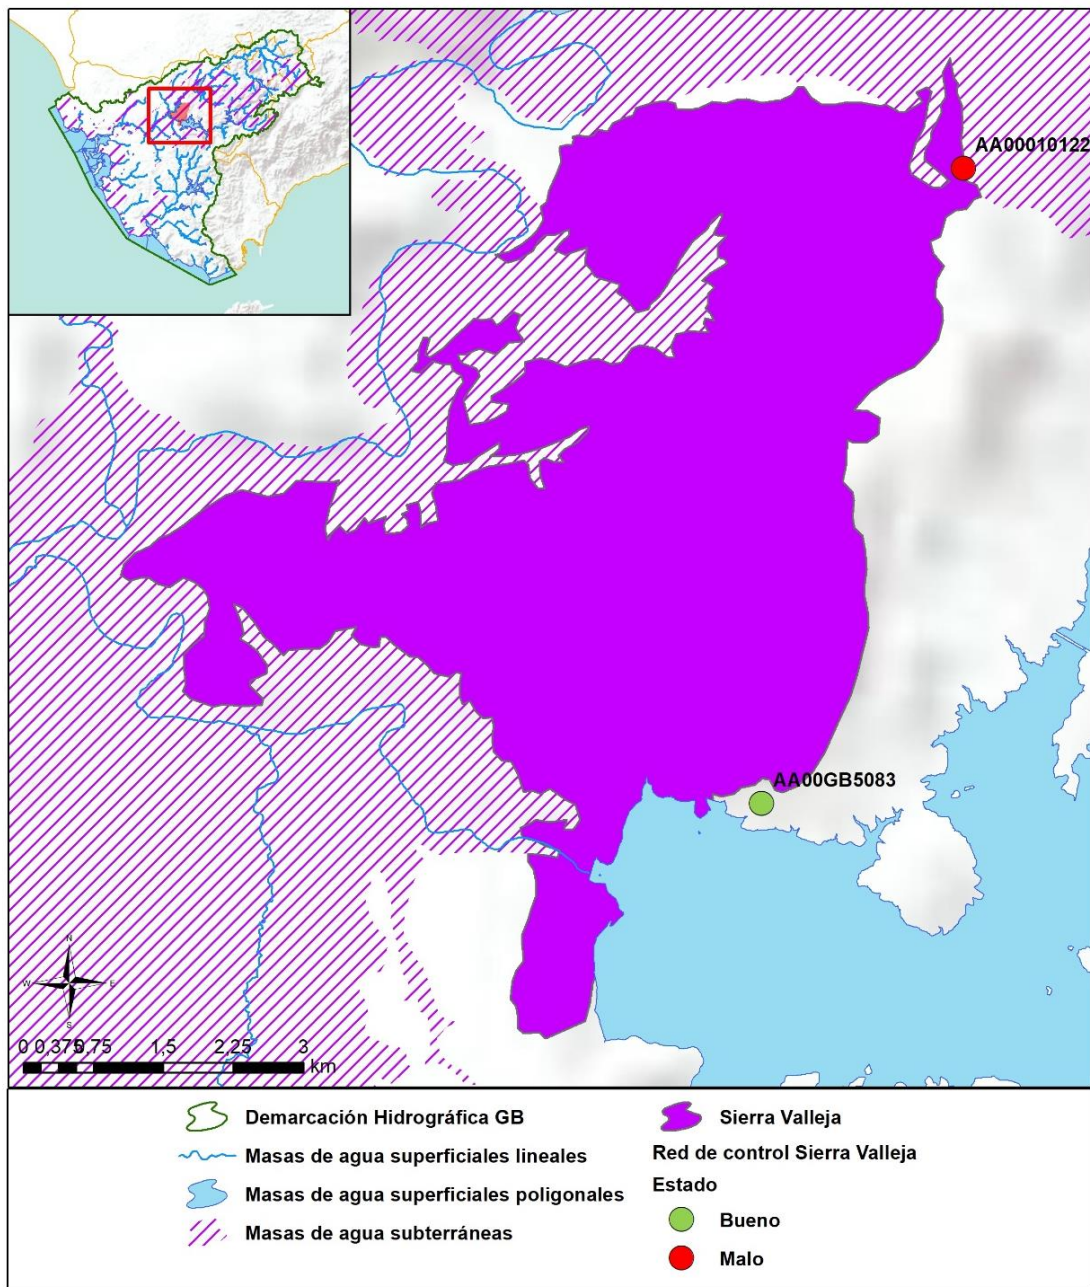 AA00010122
AA00GB5083
N
W E
S
0 0,375 0,75 1,5 2,25 3
km
Demarcación Hidrográfica GB
Masas de agua superficiales lineales
Masas de agua superficiales poligonales
Masas de agua subterráneas
Sierra Valleja
Red de control Sierra Valleja
Estado
Bueno
Malo